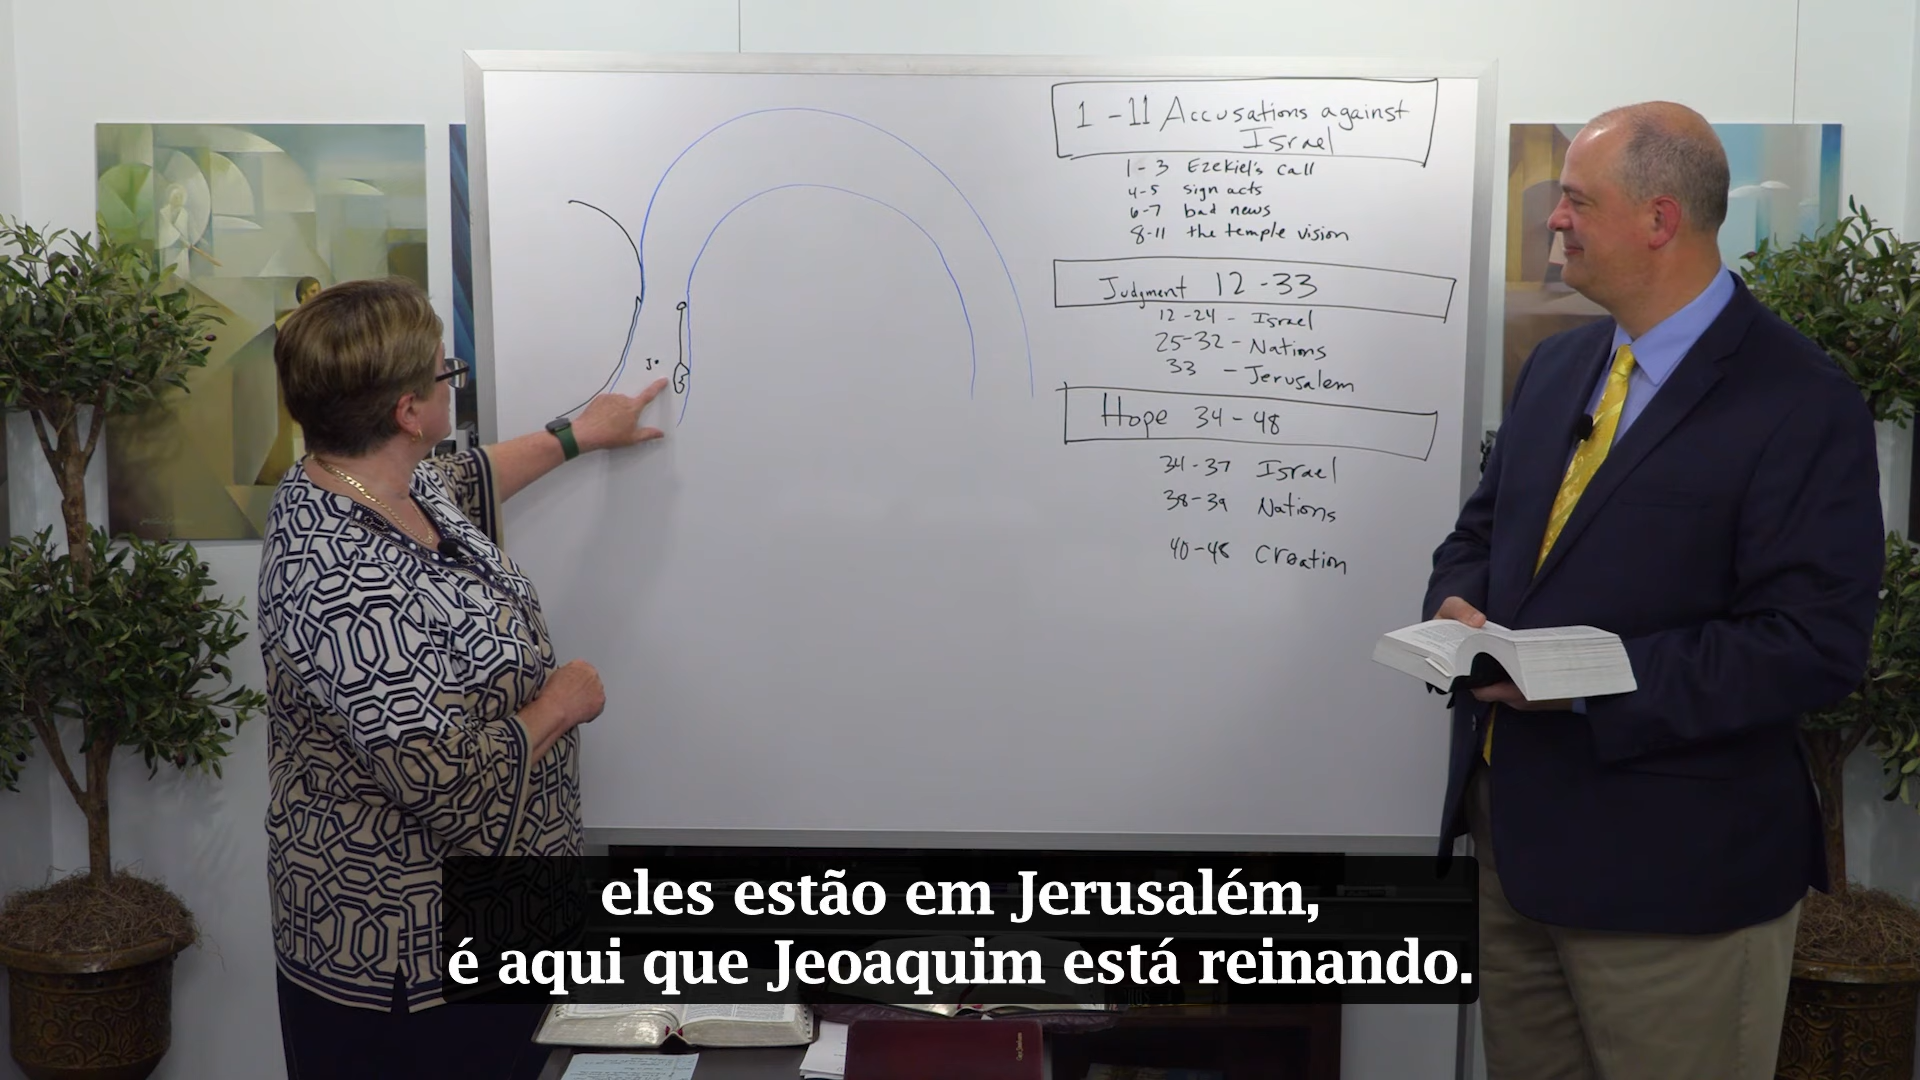 1-11 Accusations against
Israel
1-3 Ezekiel's call
4-5 sign acts
6-7 bad news
8-11 the temple vision
Judgment 12-33
12-24 - Israel
25-32 - Nations
33 - Jerusalem
Hope 34-48
34-37 Israel
38-39 Nations
40-48 Creation
Je
eles estão em Jerusalém,
é aqui que Jeoaquim está reinando.